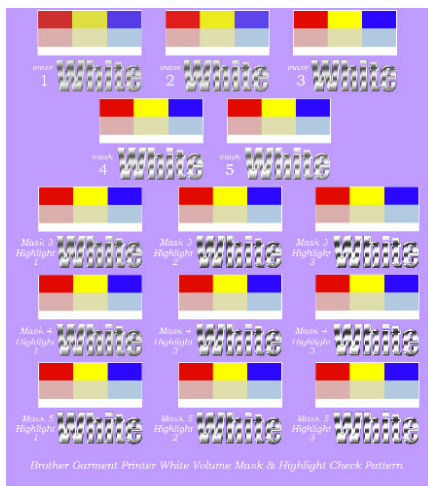 mask 1 White mask 2 White mask 3 White
mask 4 White mask 5 White
Mask 3 Highlight 1 White Mask 3 Highlight 2 White Mask 3 Highlight 3 White
Mask 4 Highlight 1 White Mask 4 Highlight 2 White Mask 4 Highlight 3 White
Mask 5 Highlight 1 White Mask 5 Highlight 2 White Mask 5 Highlight 3 White
Brother Garment Printer White Volume Mask & Highlight Check Pattern